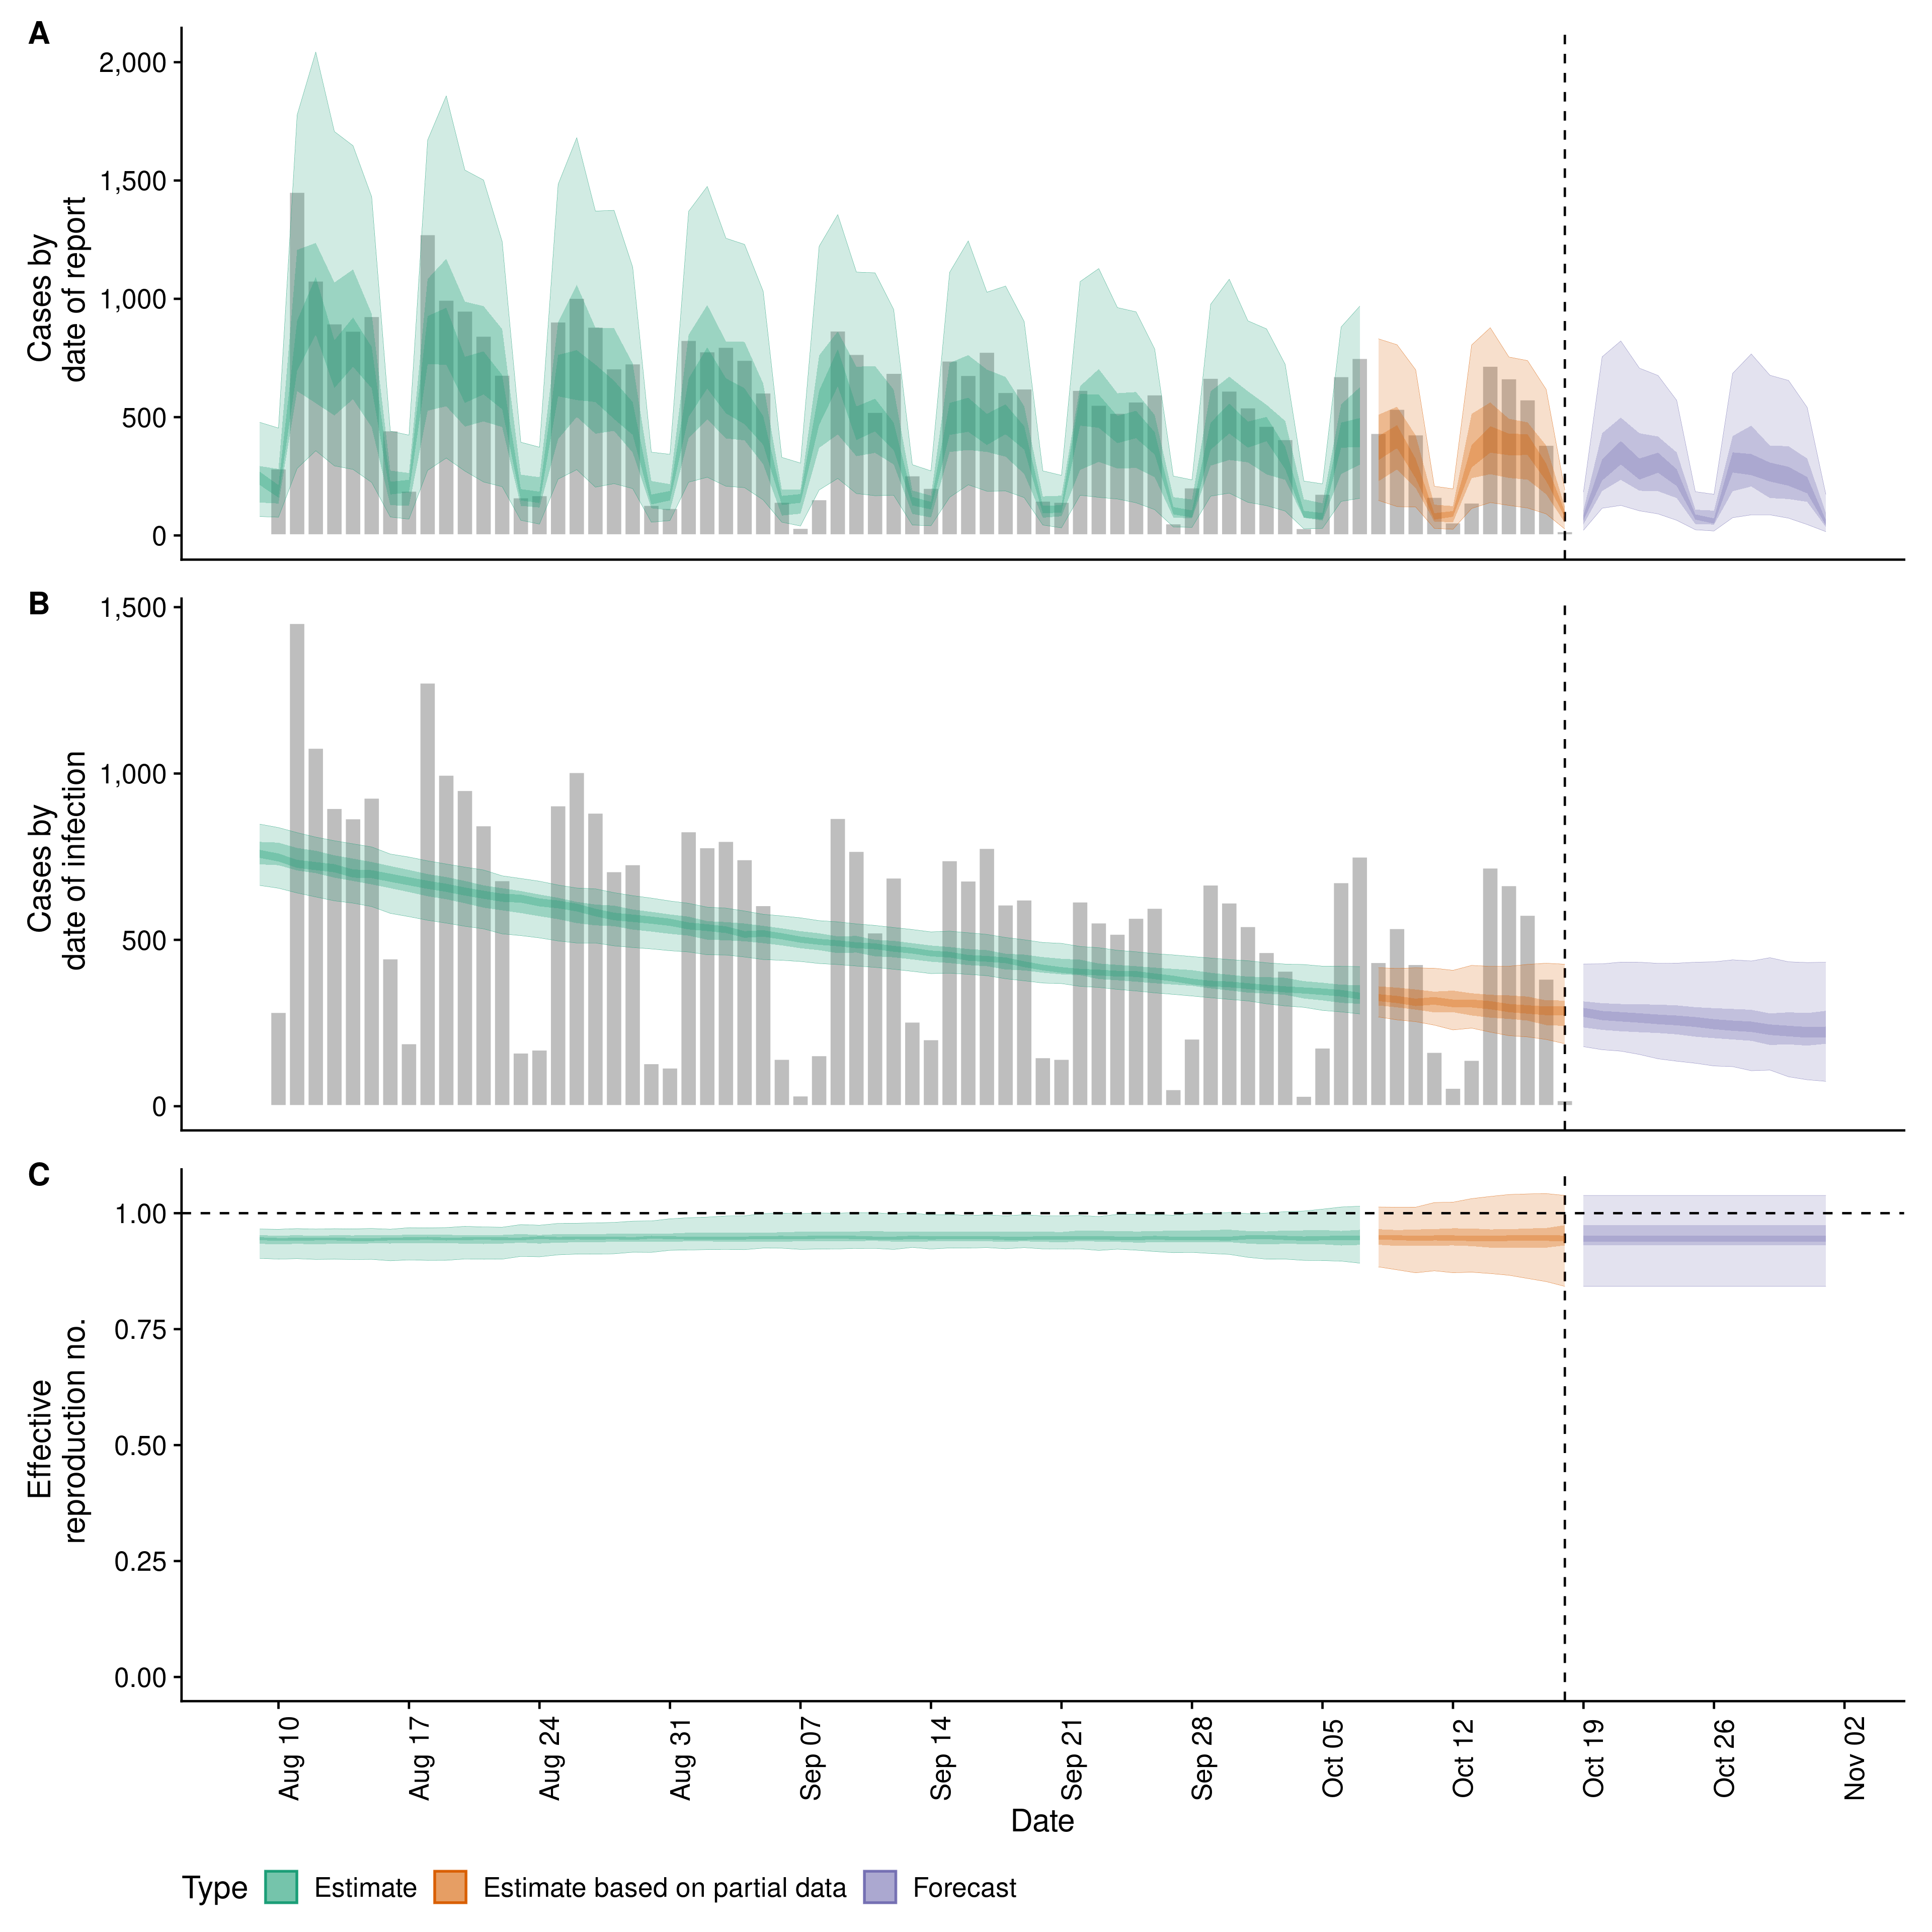 A
2,000
1,500
1,000
500
0
Cases by
date of report
B
1,500
1,000
500
0
Cases by
date of infection
C
1.00
0.75
0.50
0.25
0.00
Effective
reproduction no.
Aug 10
Aug 17
Aug 24
Aug 31
Sep 07
Sep 14
Sep 21
Sep 28
Oct 05
Oct 12
Oct 19
Oct 26
Nov 02
Date
Type Estimate Estimate based on partial data Forecast